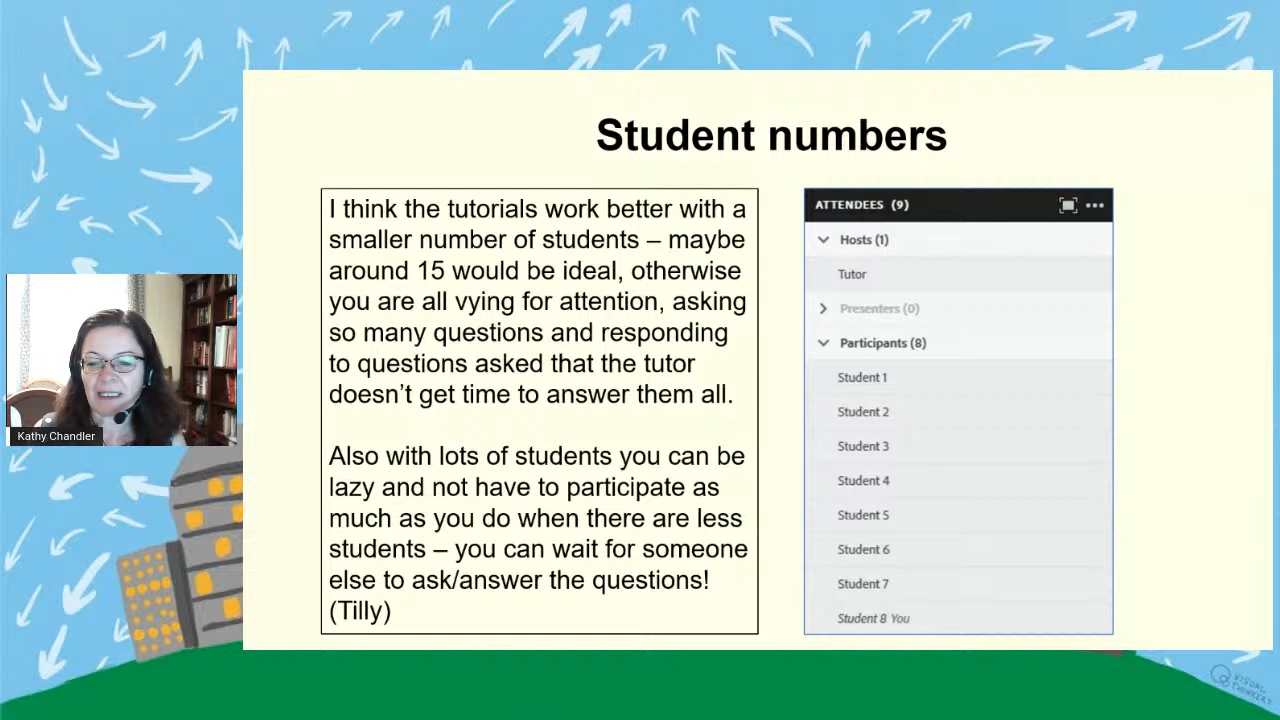 Student numbers
I think the tutorials work better with a
smaller number of students – maybe
around 15 would be ideal, otherwise
you are all vying for attention, asking
so many questions and responding
to questions asked that the tutor
doesn’t get time to answer them all.
Also with lots of students you can be
lazy and not have to participate as
much as you do when there are less
students – you can wait for someone
else to ask/answer the questions!
(Tilly)
ATTENDEES (9)
Hosts (1)
Tutor
Presenters (0)
Participants (8)
Student 1
Student 2
Student 3
Student 4
Student 5
Student 6
Student 7
Student 8 You
Kathy Chandler
VISUAL
THINKERY